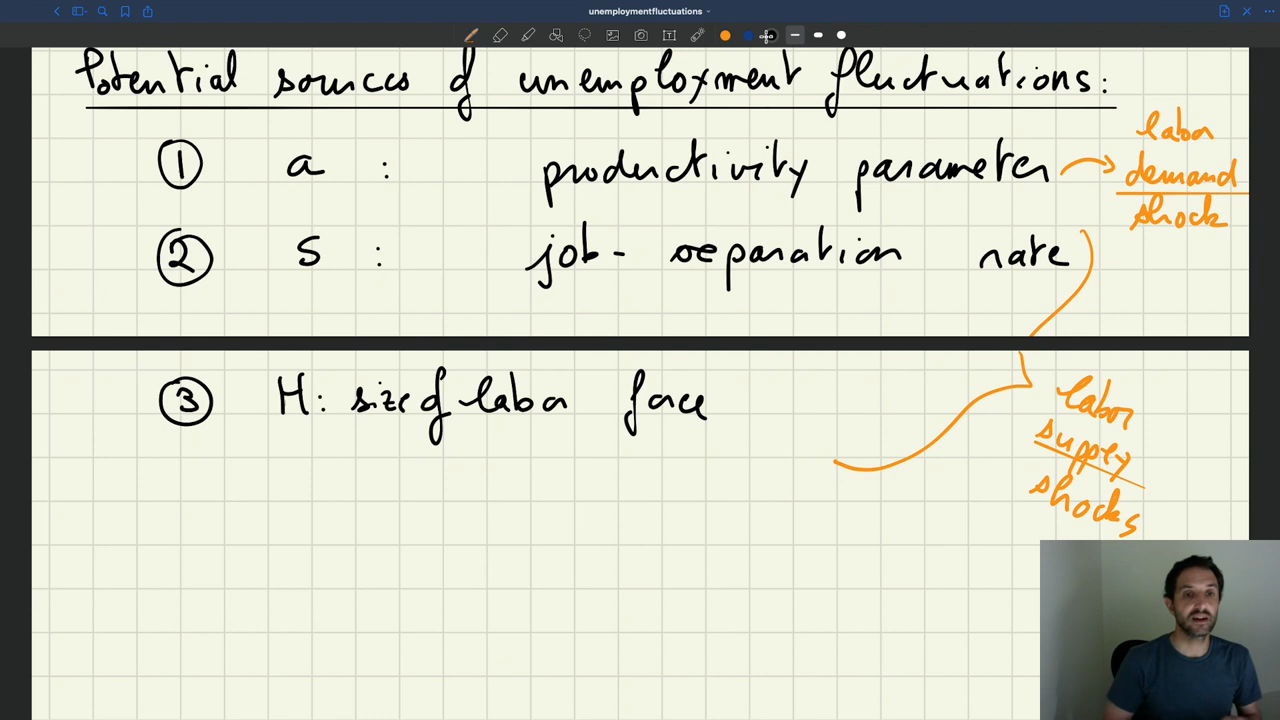 unemploymentfluctuations
Potential sources of unemployment fluctuations:
① a : productivity parameter
labor
demand
shock
② s : job-separation rate
③ H: size of labor force
labor
supply
shocks